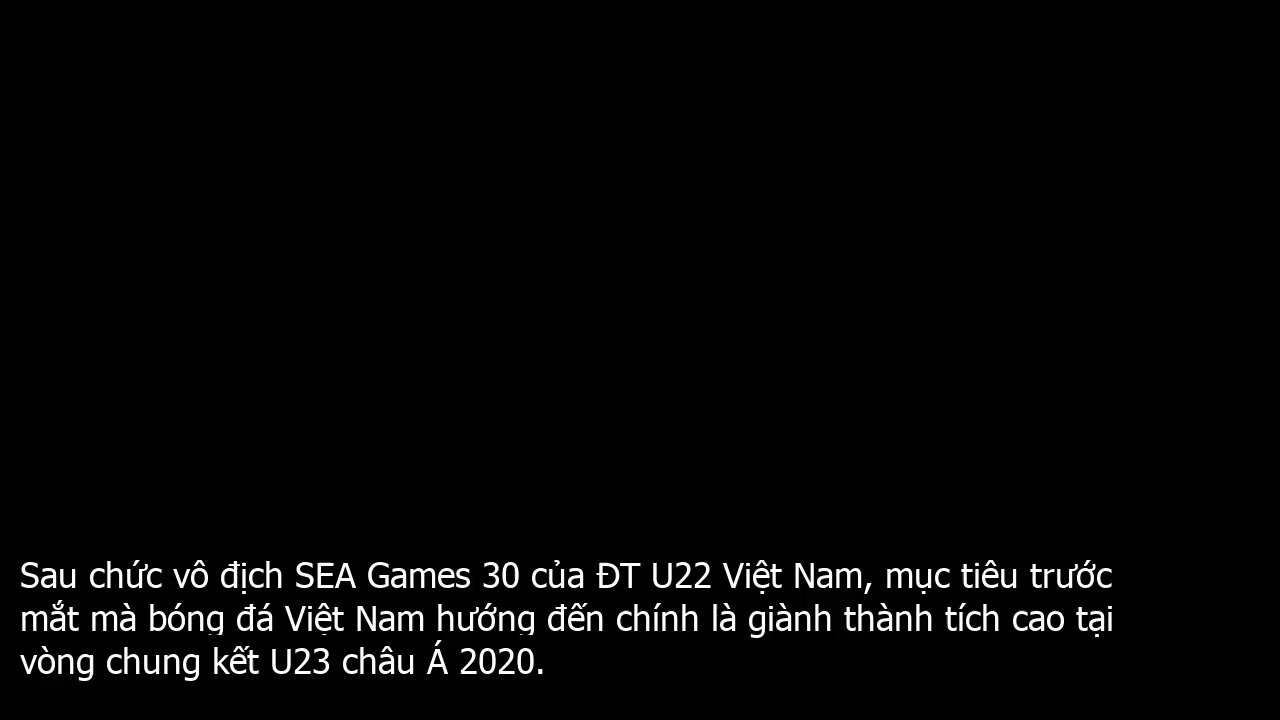 Sau chức vô địch SEA Games 30 của ĐT U22 Việt Nam, mục tiêu trước
mắt mà bóng đá Việt Nam hướng đến chính là giành thành tích cao tại
vòng chung kết U23 châu Á 2020.